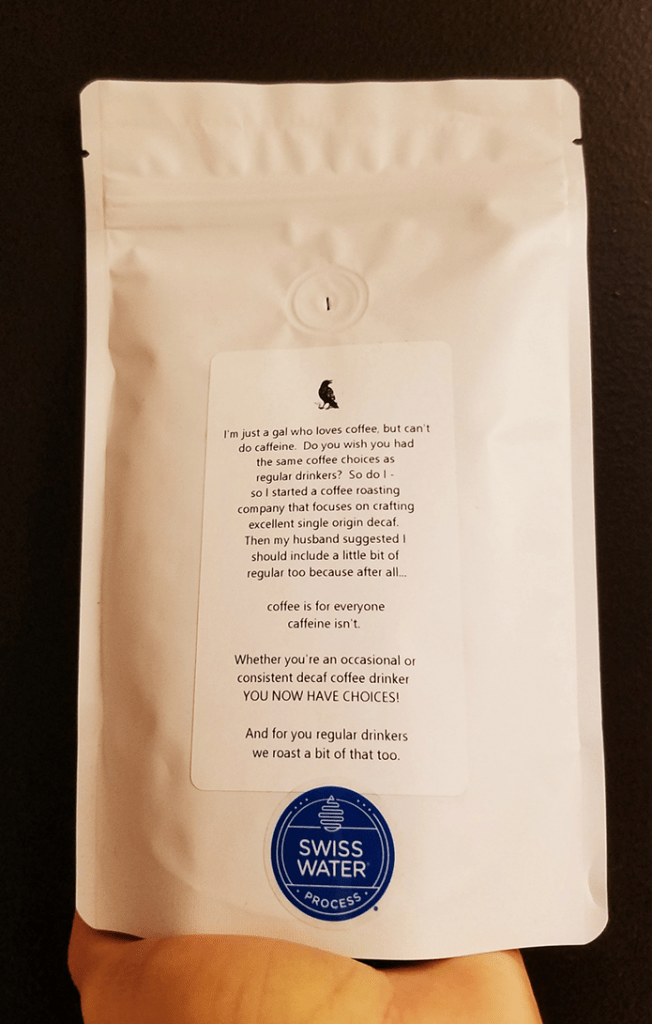 I'm just a gal who loves coffee, but can't
do caffeine. Do you wish you had
the same coffee choices as
regular drinkers? So do I -
so I started a coffee roasting
company that focuses on crafting
excellent single origin decaf.
Then my husband suggested I
should include a little bit of
regular too because after all...
coffee is for everyone
caffeine isn't.
Whether you're an occasional or
consistent decaf coffee drinker
YOU NOW HAVE CHOICES!
And for you regular drinkers
we roast a bit of that too.
SWISS
WATER
PROCESS